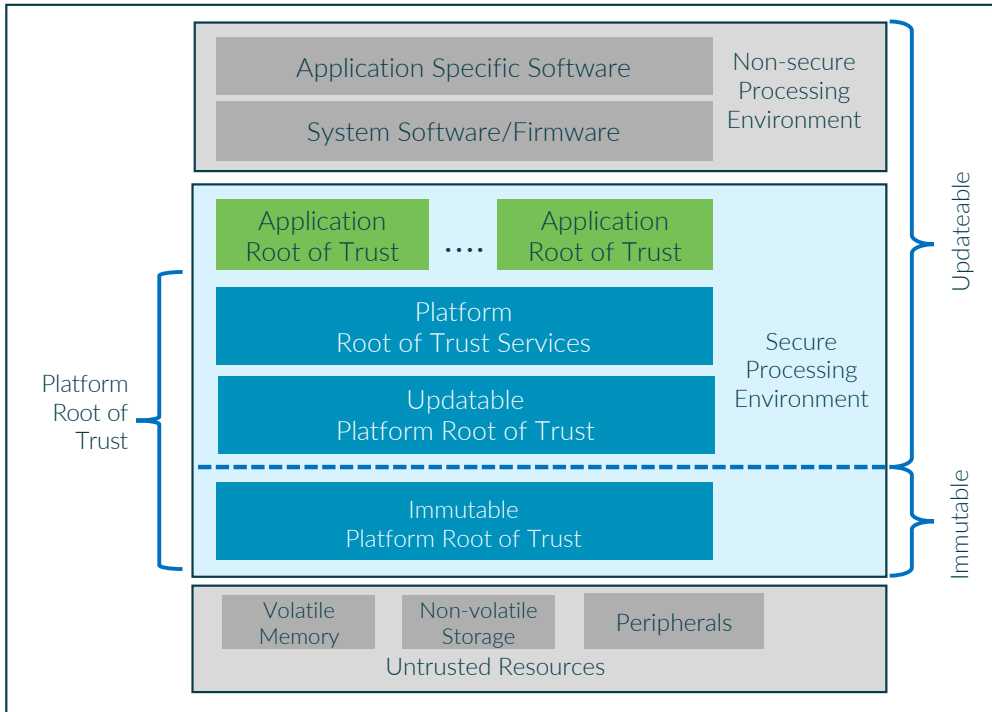 Application Specific Software
System Software/Firmware
Non-secure
Processing
Environment
Application
Root of Trust
....
Application
Root of Trust
Platform
Root of Trust Services
Updatable
Platform Root of Trust
Immutable
Platform Root of Trust
Secure
Processing
Environment
Platform
Root of
Trust
Updateable
Immutable
Volatile
Memory
Non-volatile
Storage
Peripherals
Untrusted Resources